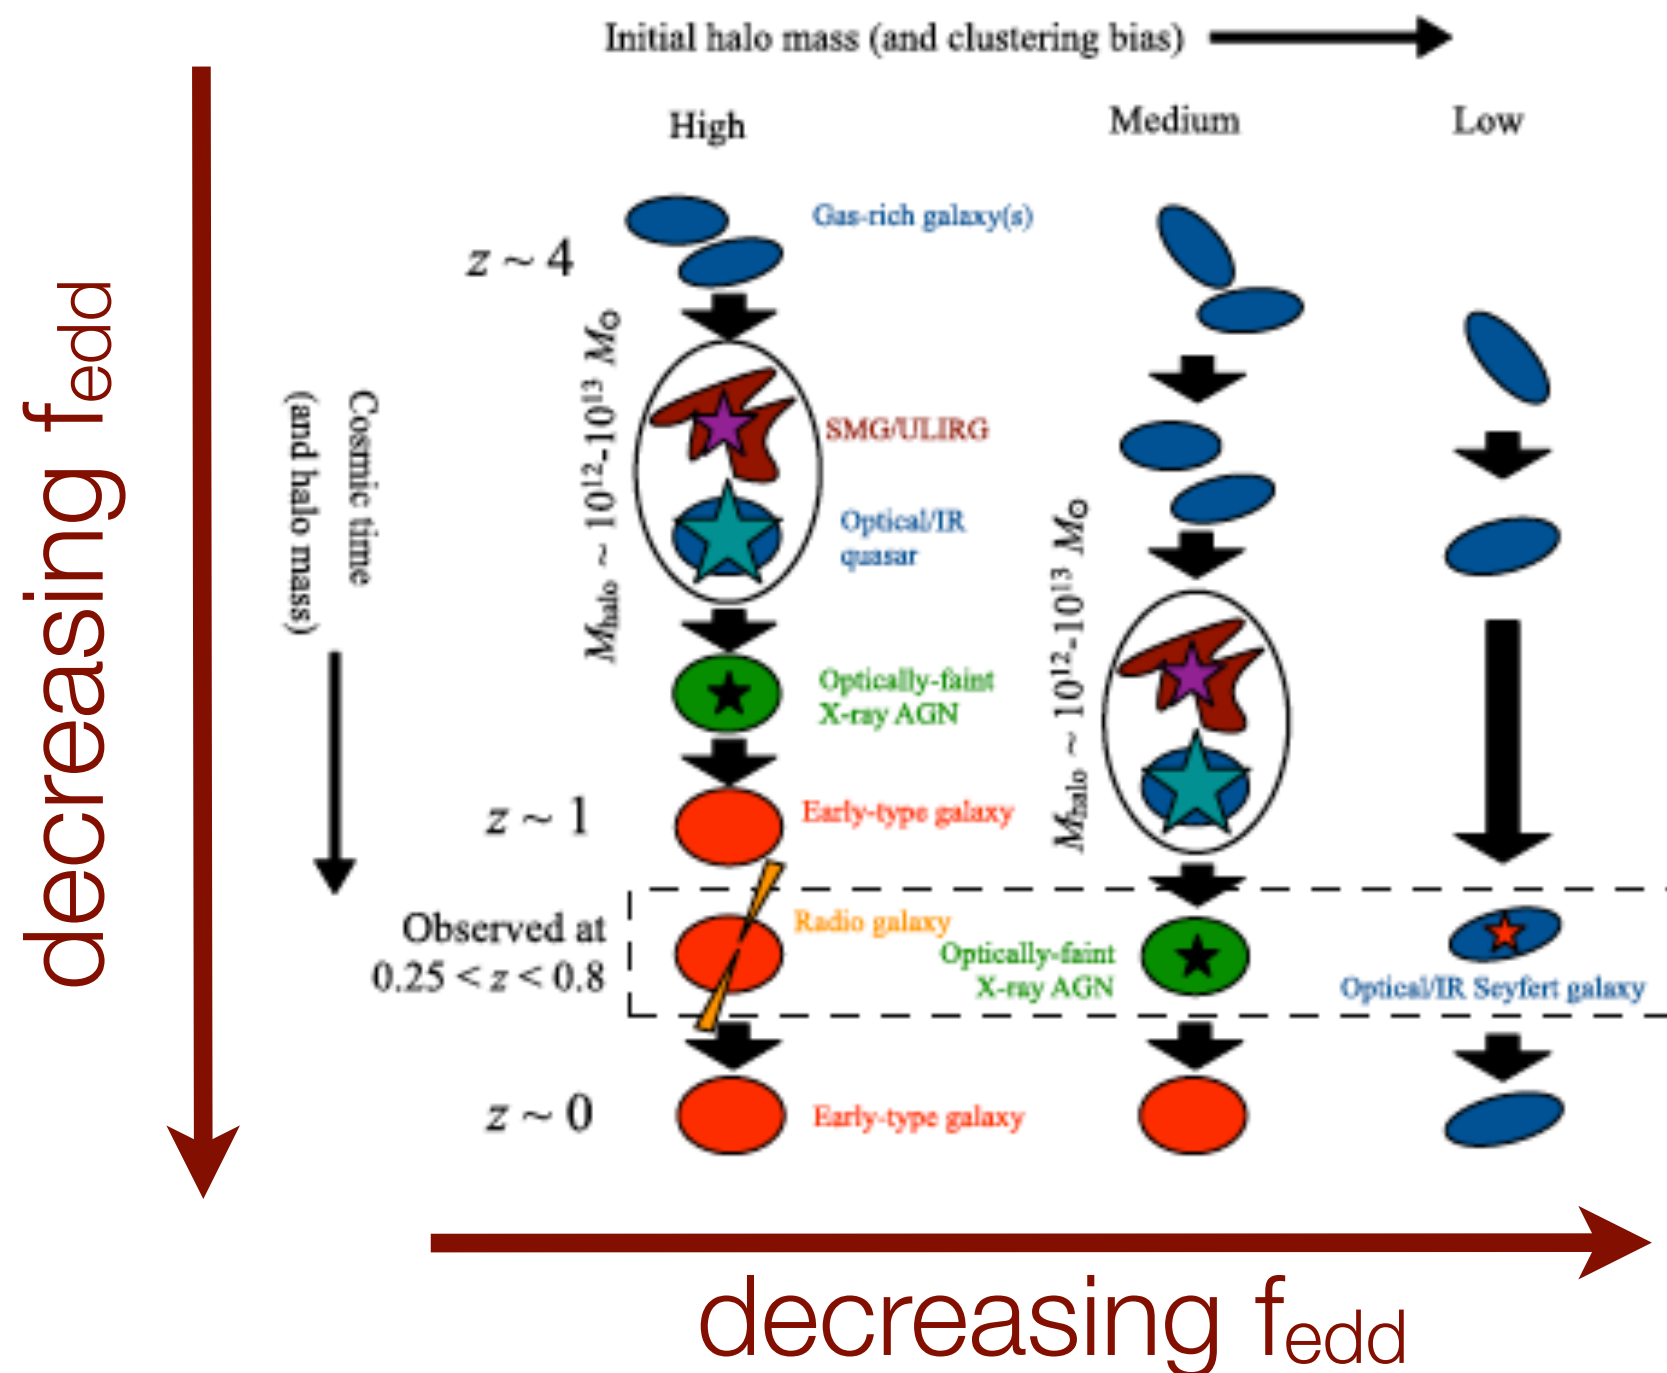 Initial halo mass (and clustering bias)
High
Medium
Low
Gas-rich galaxy(s)
z ~ 4
decreasing fedd
Cosmic time
(and halo mass)
Mhalo ~ 10¹²-10¹³ M⊙
SMG/ULIRG
Optical/IR
quasar
Mhalo ~ 10¹²-10¹³ M⊙
Optically-faint
X-ray AGN
z ~ 1
Early-type galaxy
Observed at
0.25 < z < 0.8
Radio galaxy
Optically-faint
X-ray AGN
Optical/IR Seyfert galaxy
z ~ 0
Early-type galaxy
decreasing fedd